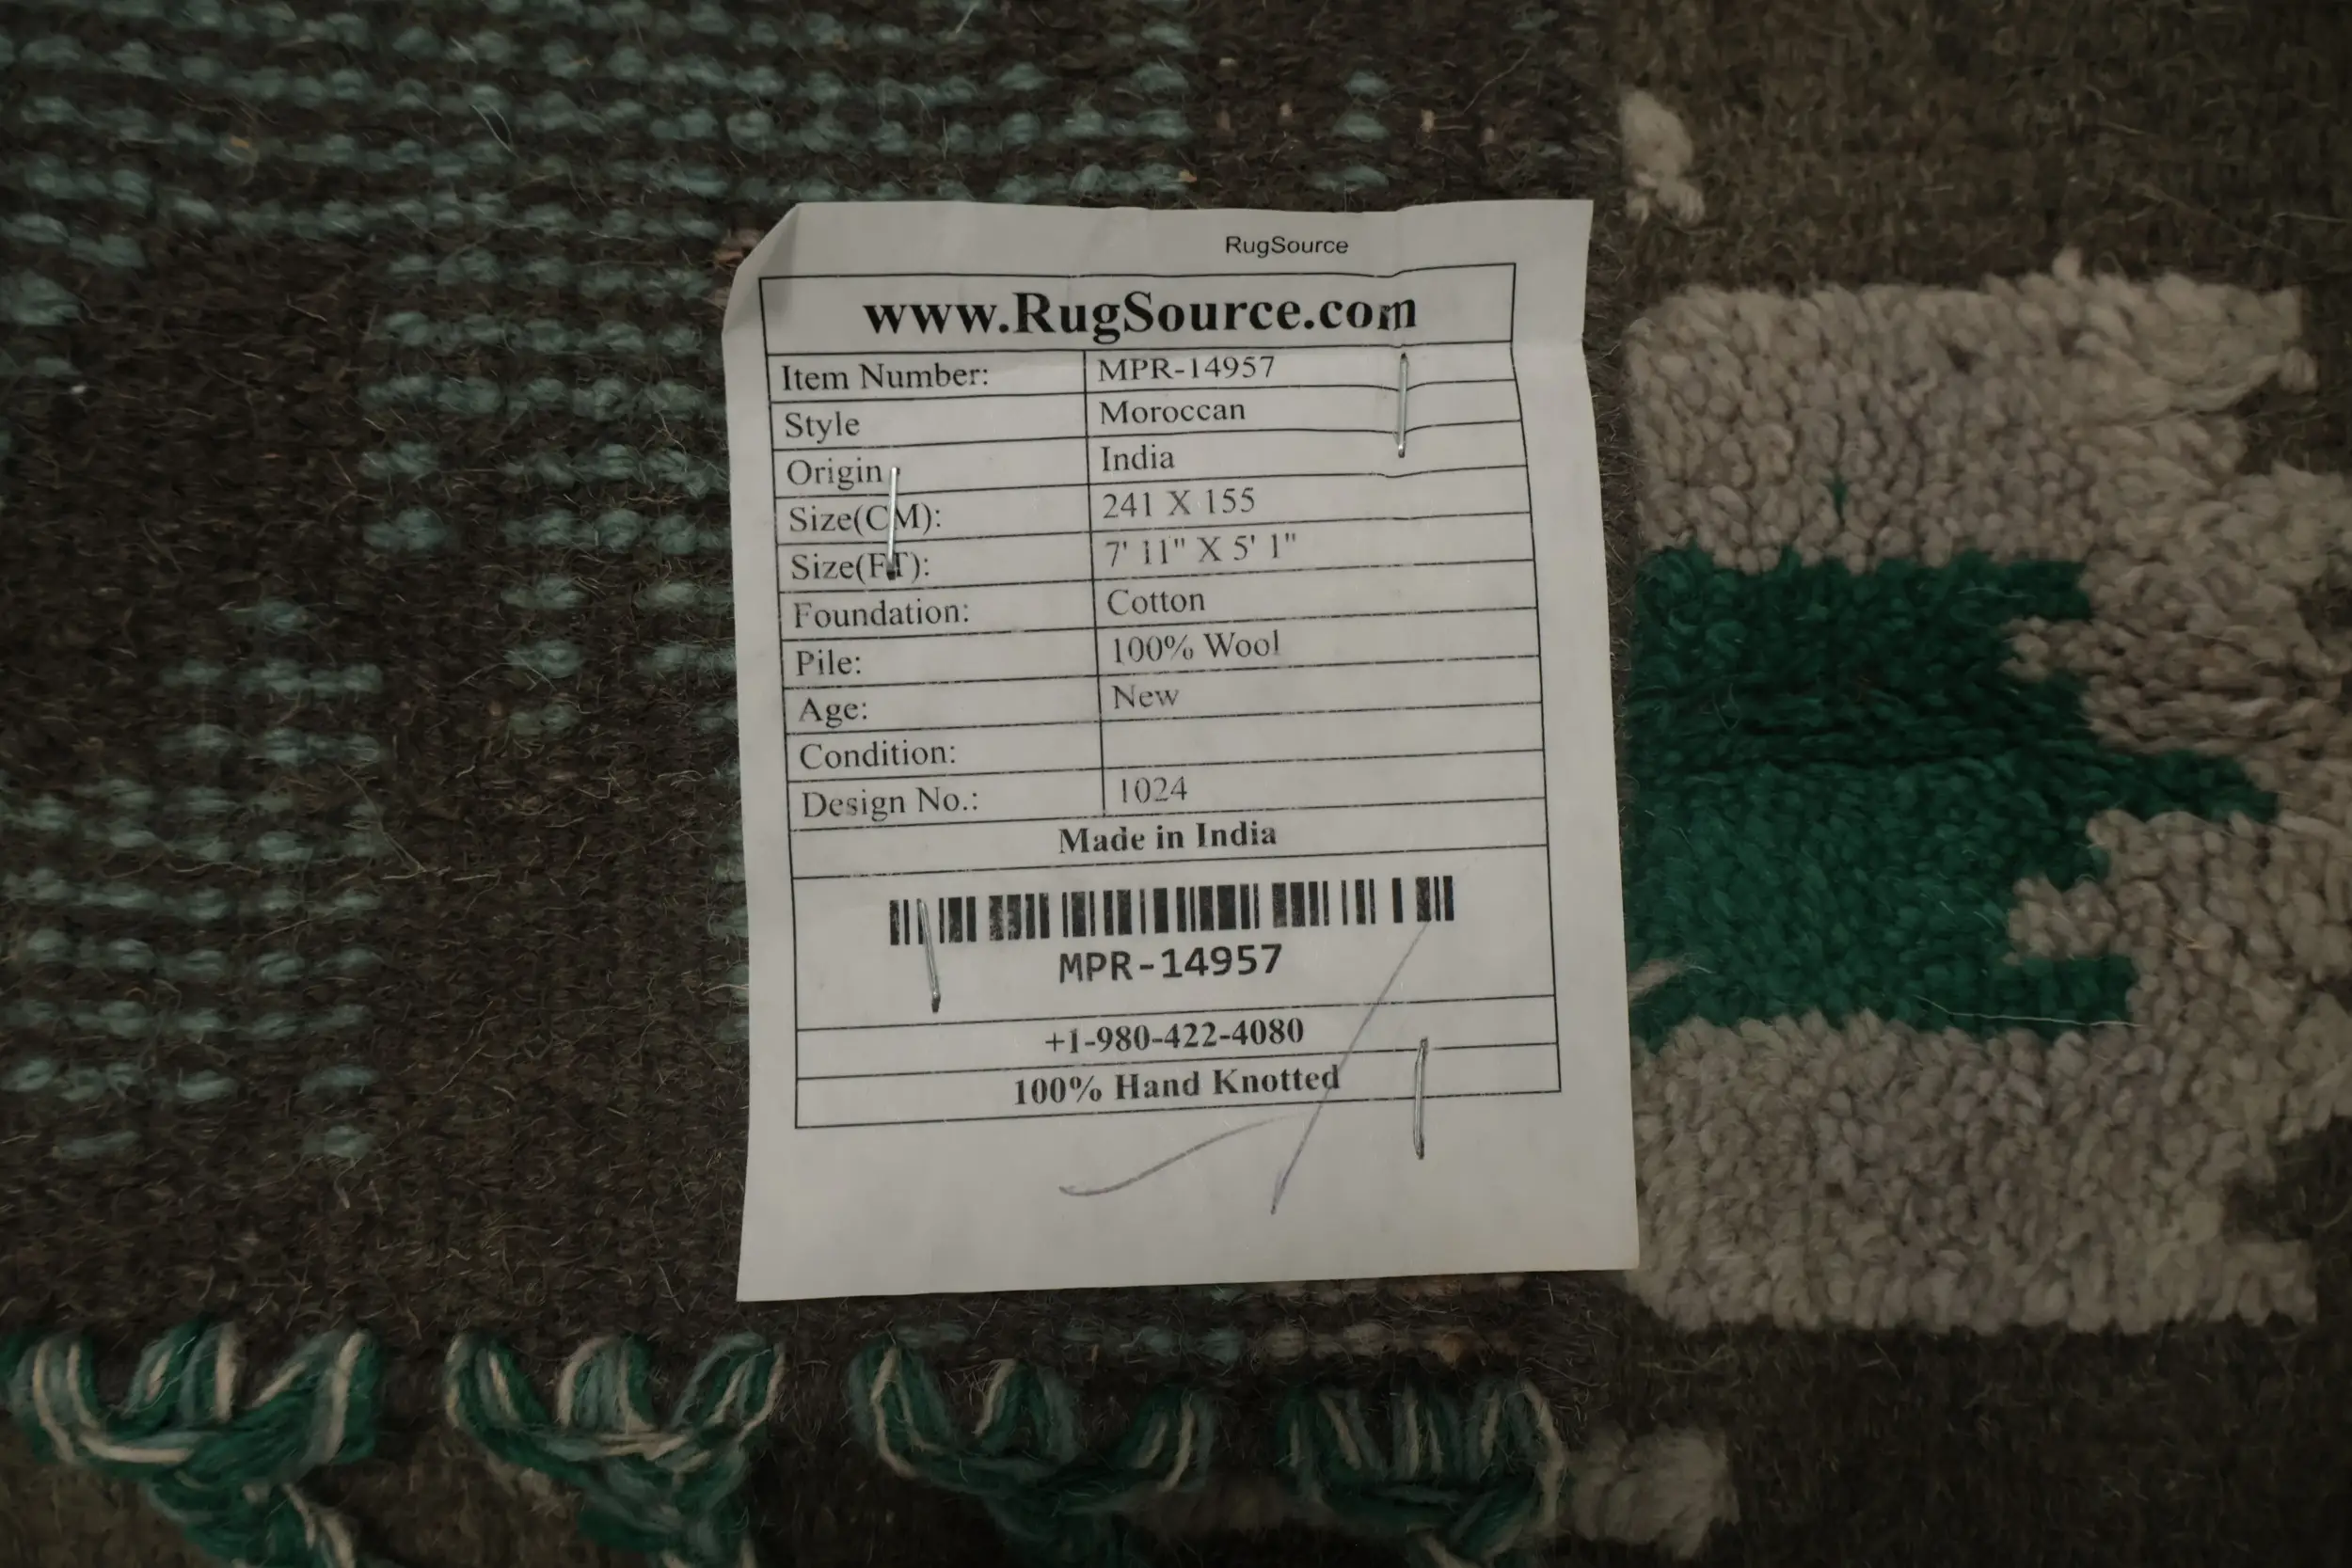 RugSource
www.RugSource.com
Item Number: MPR-14957
Style Moroccan
Origin India
Size(CM): 241 X 155
Size(FT): 7' 11" X 5' 1"
Foundation: Cotton
Pile: 100% Wool
Age: New
Condition:
Design No.: 1024
Made in India
MPR-14957
+1-980-422-4080
100% Hand Knotted